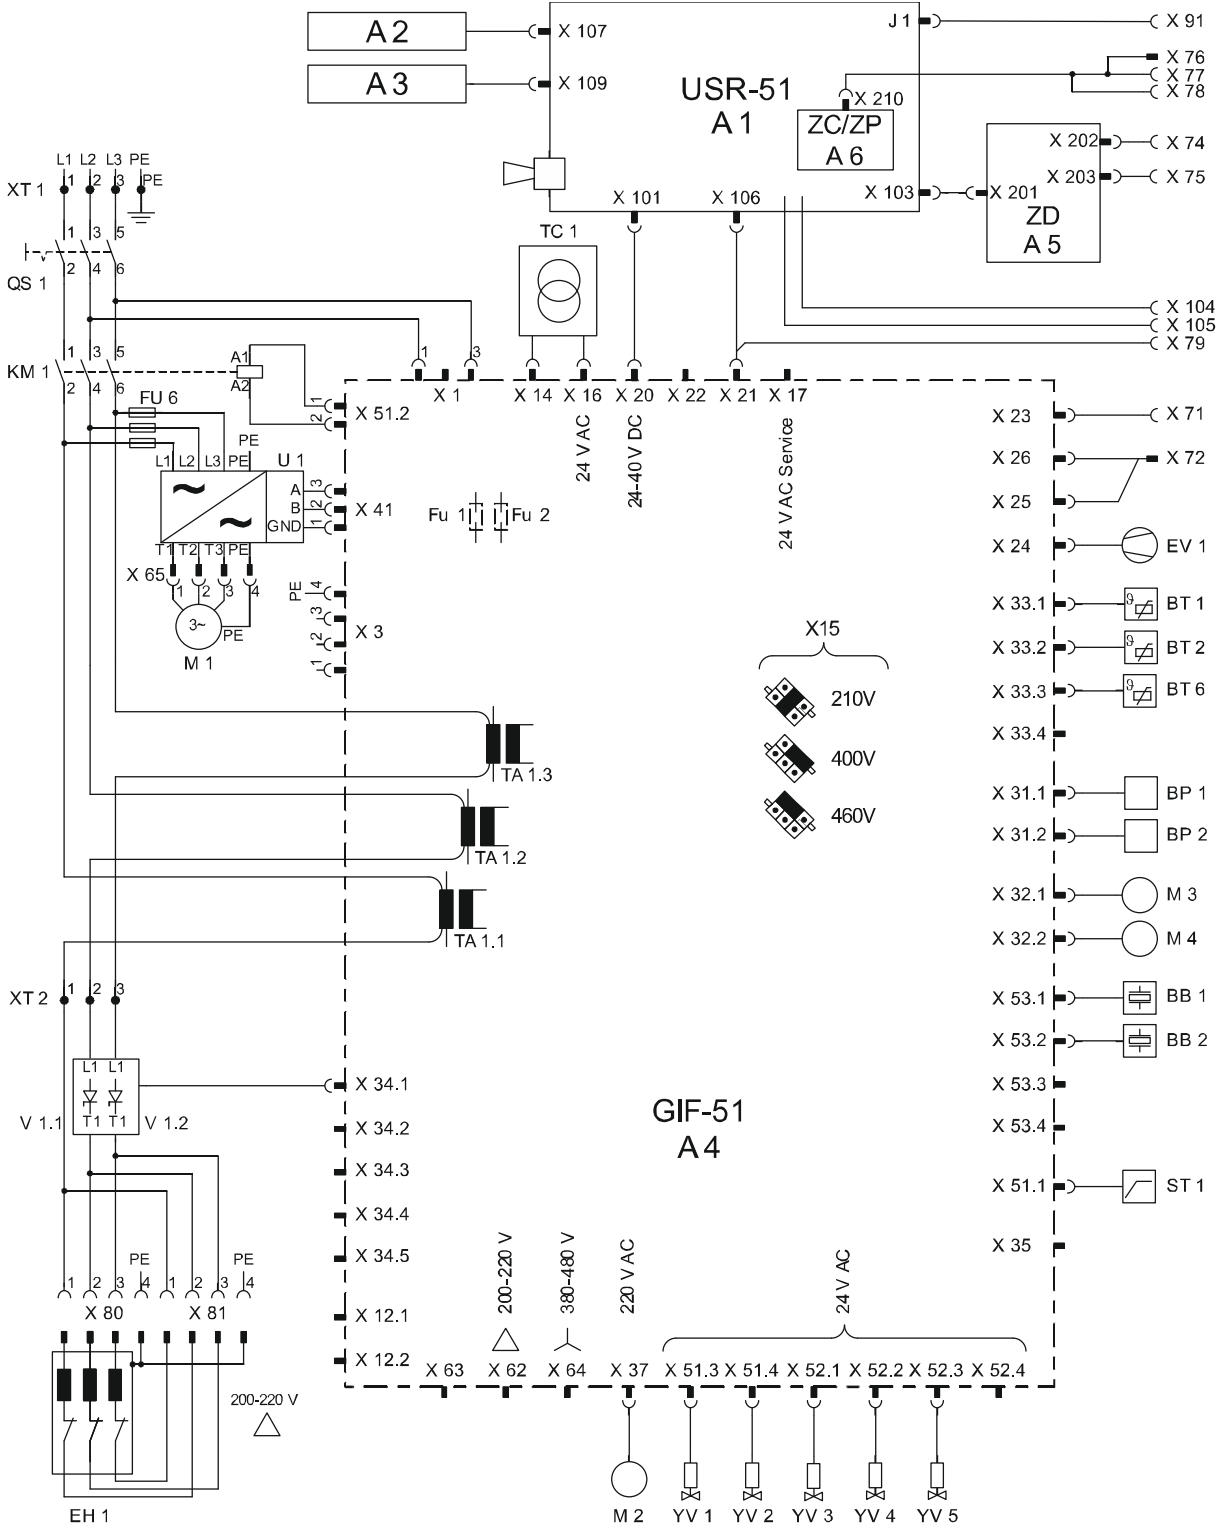 A 2
X 107
J 1
X 91
A 3
X 109
USR-51
A 1
X 76
X 77
X 78
X 210
ZC/ZP
A 6
X 202
X 74
X 203
X 75
X 103
X 201
ZD
A 5
X 101
X 106
L1 L2 L3 PE
XT 1
1 2 3 PE
TC 1
1 3 5
2 4 6
QS 1
X 104
X 105
X 79
1 3 5
KM 1
2 4 6
A1
A2
1
3
X 1
X 14
X 16
X 20
X 22
X 21
X 17
24 V AC
24-40 V DC
24 V AC Service
FU 6
1
2
X 51.2
X 23
X 71
X 26
X 72
X 25
L1 L2 L3 PE
PE
U 1
A
B
GND
3
2
1
X 41
Fu 1
Fu 2
X 24
EV 1
T1 T2 T3 PE
X 65
1 2 3 4
3~
PE
M 1
PE
4
3
2
1
X 3
X 33.1
ϑ
BT 1
X 33.2
ϑ
BT 2
X 33.3
ϑ
BT 6
X 33.4
X15
210V
400V
460V
TA 1.3
TA 1.2
TA 1.1
X 31.1
BP 1
X 31.2
BP 2
X 32.1
M 3
X 32.2
M 4
XT 2
1 2 3
X 53.1
BB 1
X 53.2
BB 2
X 53.3
X 53.4
L1 L1
T1 T1
V 1.1
V 1.2
X 34.1
X 34.2
X 34.3
X 34.4
X 34.5
X 12.1
X 12.2
GIF-51
A 4
X 51.1
ST 1
X 35
PE
PE
1 2 3 4 1 2 3 4
X 80
X 81
200-220 V
380-480 V
220 V AC
24 V AC
X 63
X 62
X 64
X 37
X 51.3
X 51.4
X 52.1
X 52.2
X 52.3
X 52.4
200-220 V
EH 1
M 2
YV 1
YV 2
YV 3
YV 4
YV 5